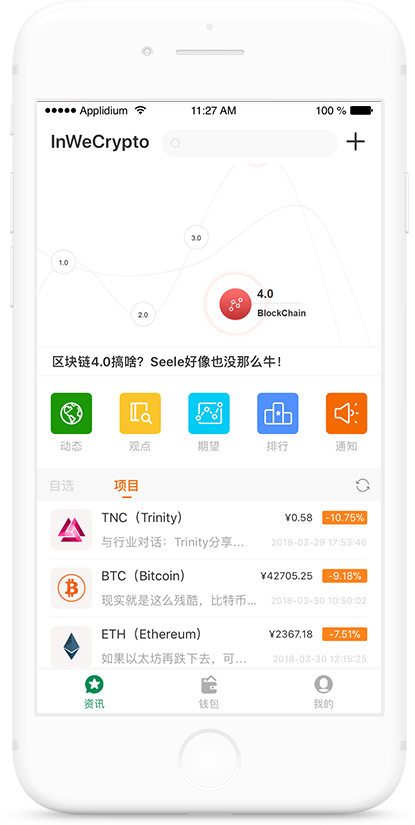 ●●●●● Applidium 11:27 AM 100 %
InWeCrypto
1.0
3.0
2.0
4.0
BlockChain
区块链4.0搞啥？Seele好像也没那么牛！
动态 观点 期望 排行 通知
自选 项目
TNC（Trinity） ¥0.58 -10.75%
与行业对话：Trinity分享... 2018-03-29 17:53:46
BTC（Bitcoin） ¥42705.25 -9.18%
现实就是这么残酷，比特币... 2018-03-30 10:50:02
ETH（Ethereum） ¥2367.18 -7.51%
如果以太坊再跌下去，可... 2018-03-30 12:15:25
资讯 钱包 我的